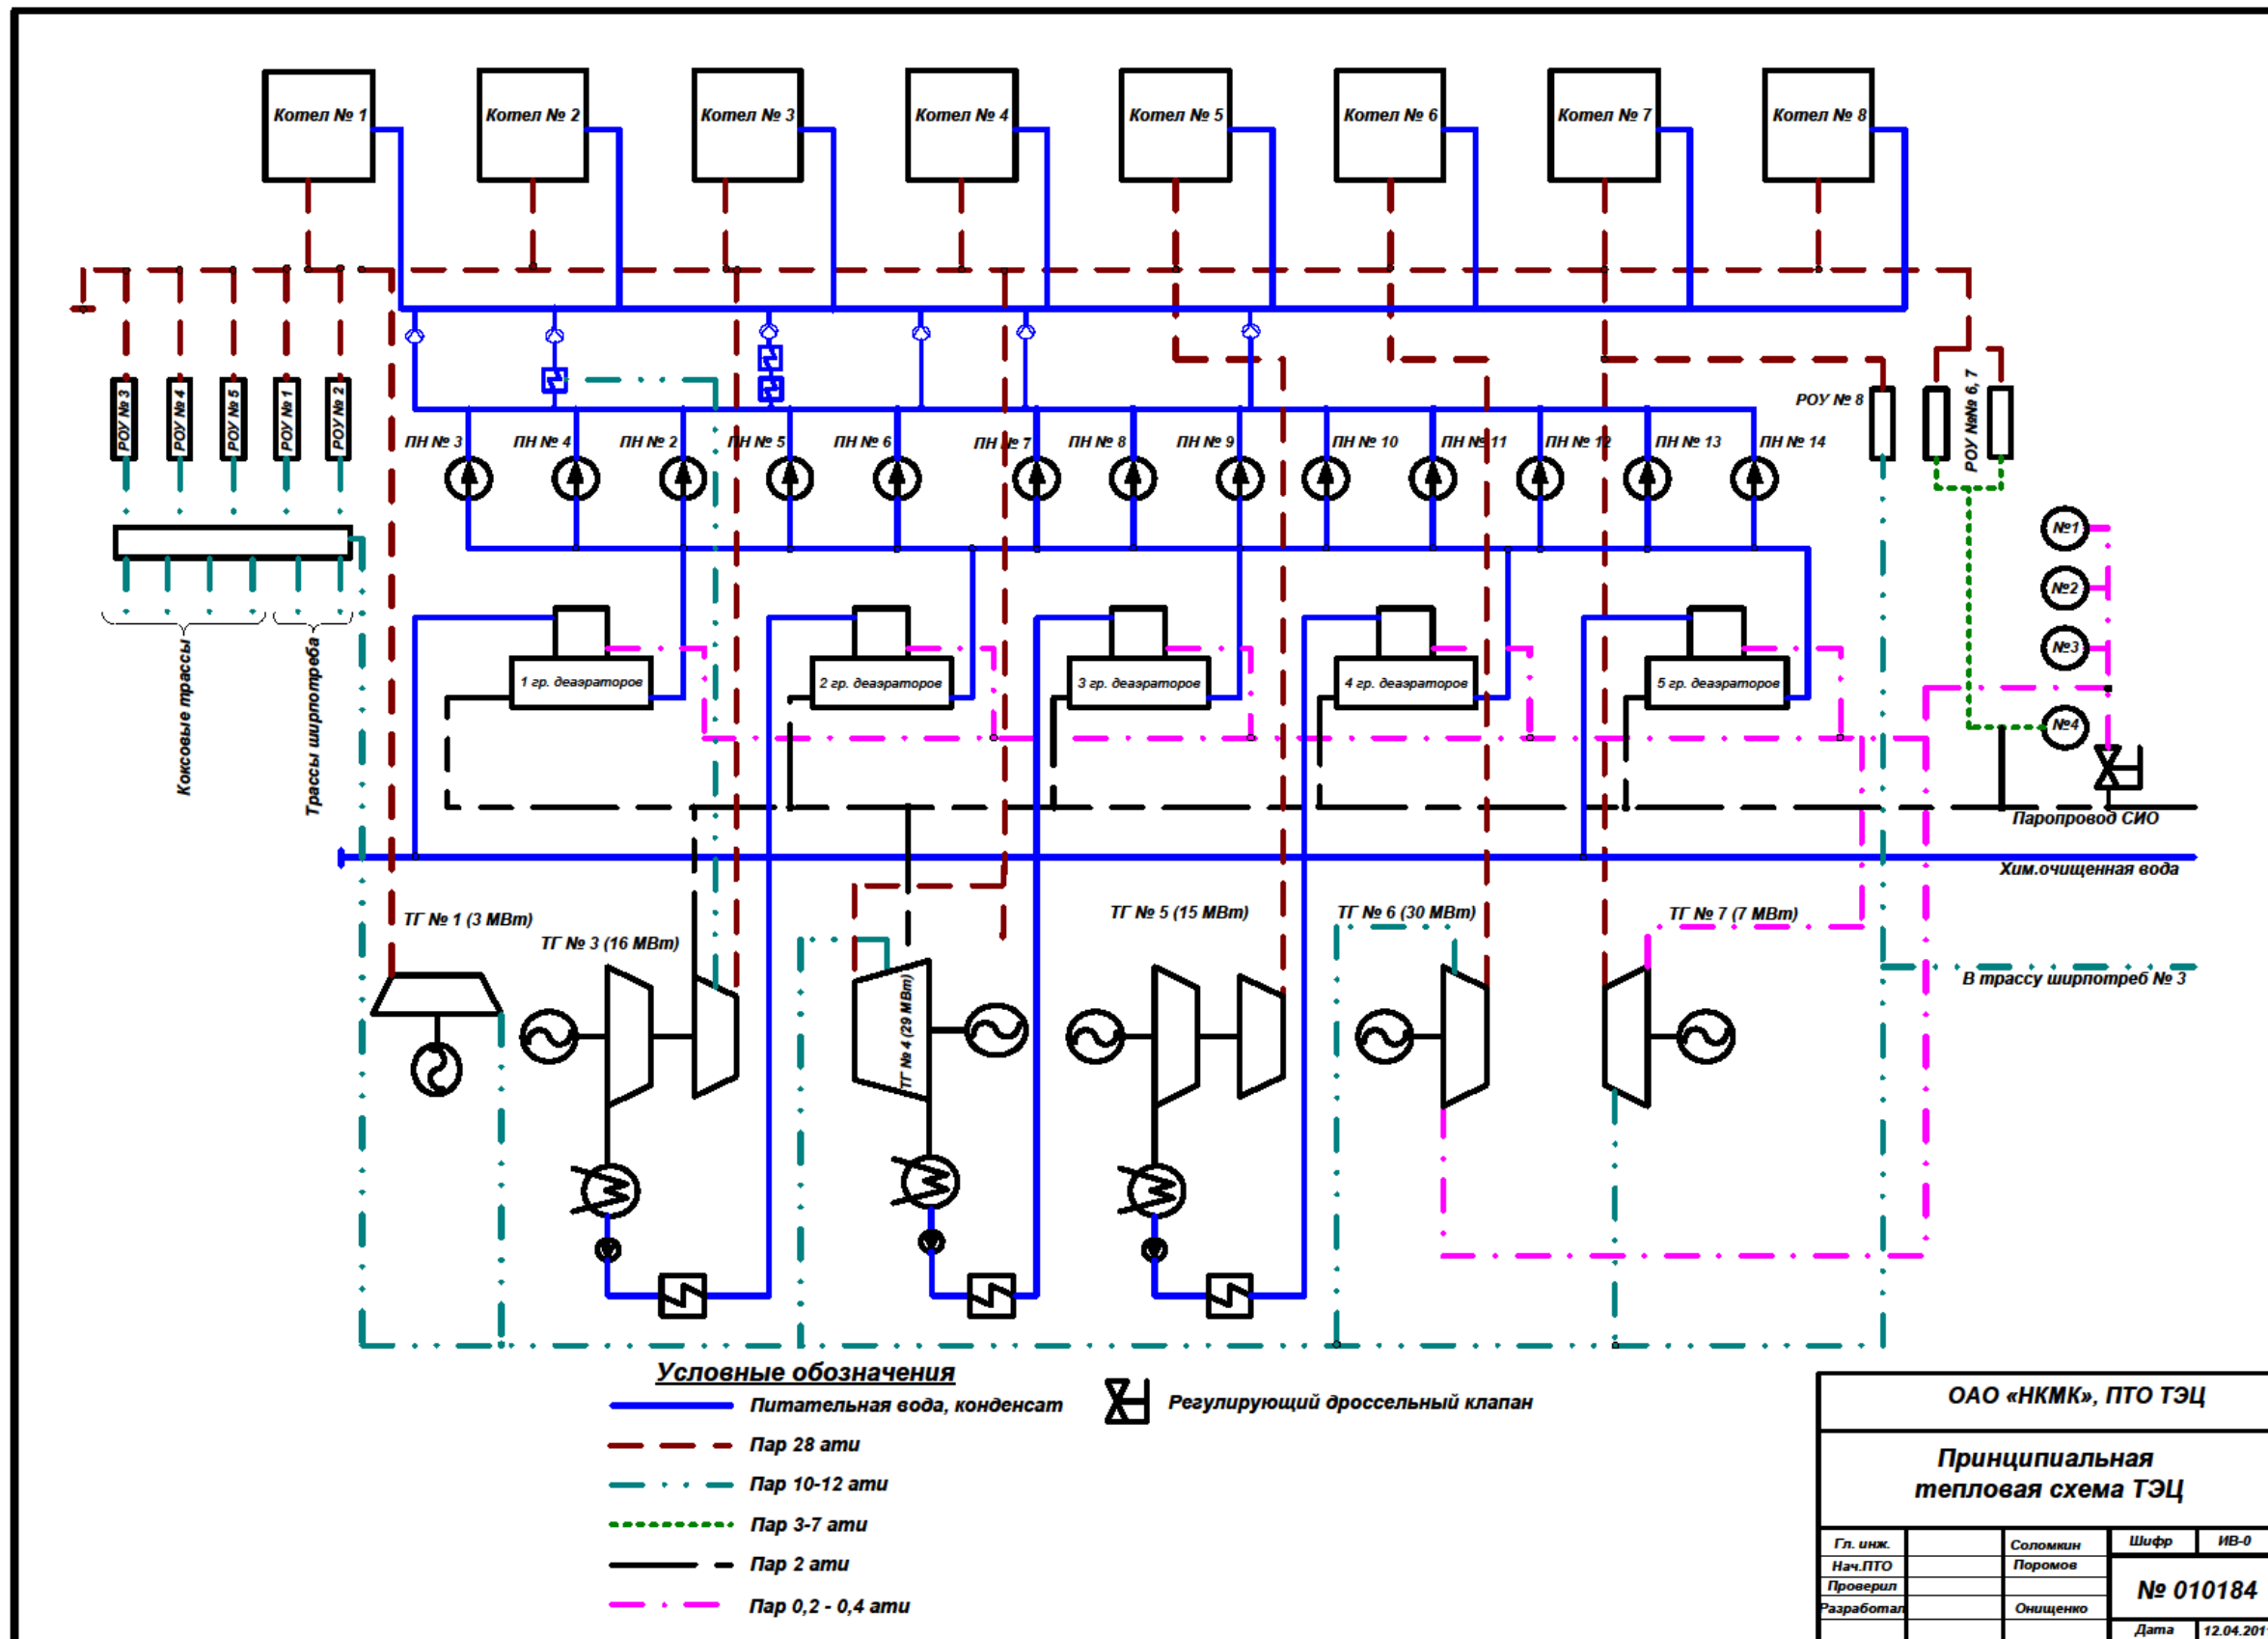 Котел № 1
Котел № 2
Котел № 3
Котел № 4
Котел № 5
Котел № 6
Котел № 7
Котел № 8
РОУ № 3
РОУ № 4
РОУ № 5
РОУ № 1
РОУ № 2
РОУ № 8
РОУ №№ 6, 7
ПН № 3
ПН № 4
ПН № 2
ПН № 5
ПН № 6
ПН № 7
ПН № 8
ПН № 9
ПН № 10
ПН № 11
ПН № 12
ПН № 13
ПН № 14
№1
№2
№3
№4
Коксовые трассы
Трассы ширпотреба
1 гр. деаэраторов
2 гр. деаэраторов
3 гр. деаэраторов
4 гр. деаэраторов
5 гр. деаэраторов
Паропровод СИО
Хим.очищенная вода
ТГ № 1 (3 МВт)
ТГ № 3 (16 МВт)
ТГ № 4 (29 МВт)
ТГ № 5 (15 МВт)
ТГ № 6 (30 МВт)
ТГ № 7 (7 МВт)
В трассу ширпотреб № 3
Условные обозначения
Питательная вода, конденсат
Регулирующий дроссельный клапан
Пар 28 ати
Пар 10-12 ати
Пар 3-7 ати
Пар 2 ати
Пар 0,2 - 0,4 ати
ОАО «НКМК», ПТО ТЭЦ
Принципиальная
тепловая схема ТЭЦ
Гл. инж. Соломкин Шифр ИВ-0
Нач.ПТО Поромов
Проверил
№ 010184
Разработал Онищенко
Дата 12.04.201